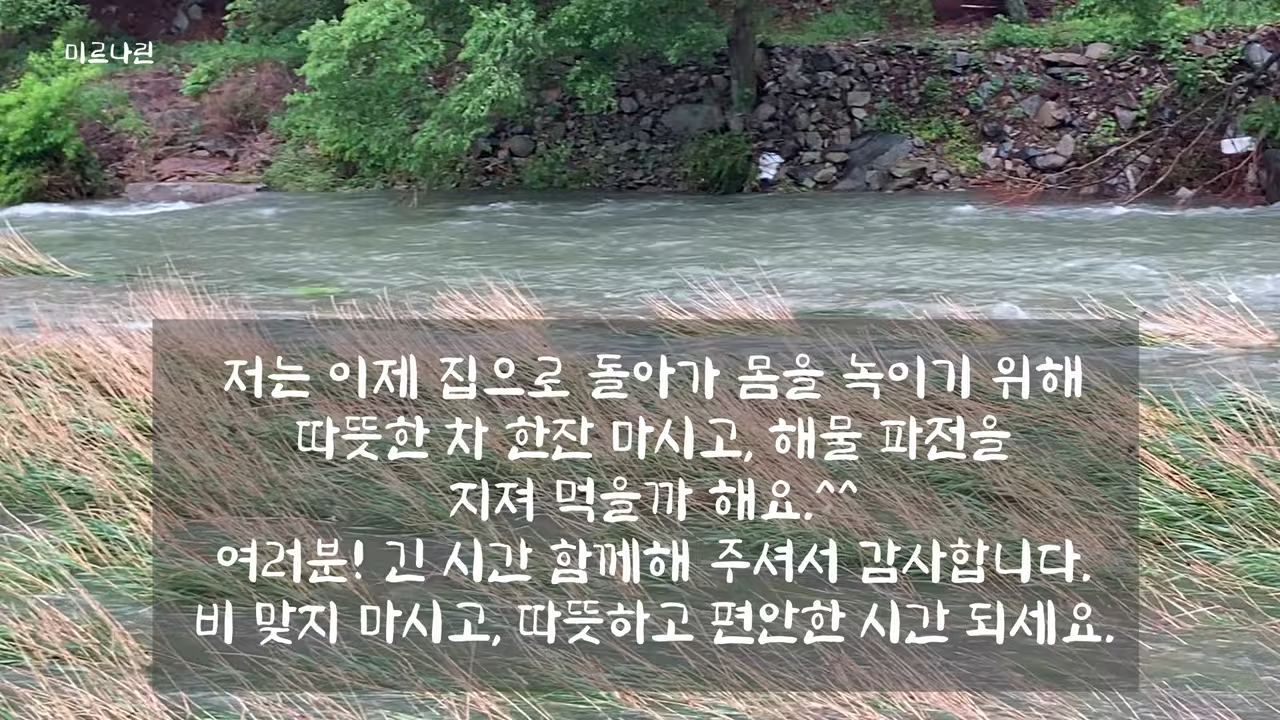 미르나린
저는 이제 집으로 돌아가 몸을 녹이기 위해
따뜻한 차 한잔 마시고, 해물 파전을
지져 먹을까 해요.^^
여러분! 긴 시간 함께해 주셔서 감사합니다.
비 맞지 마시고, 따뜻하고 편안한 시간 되세요.